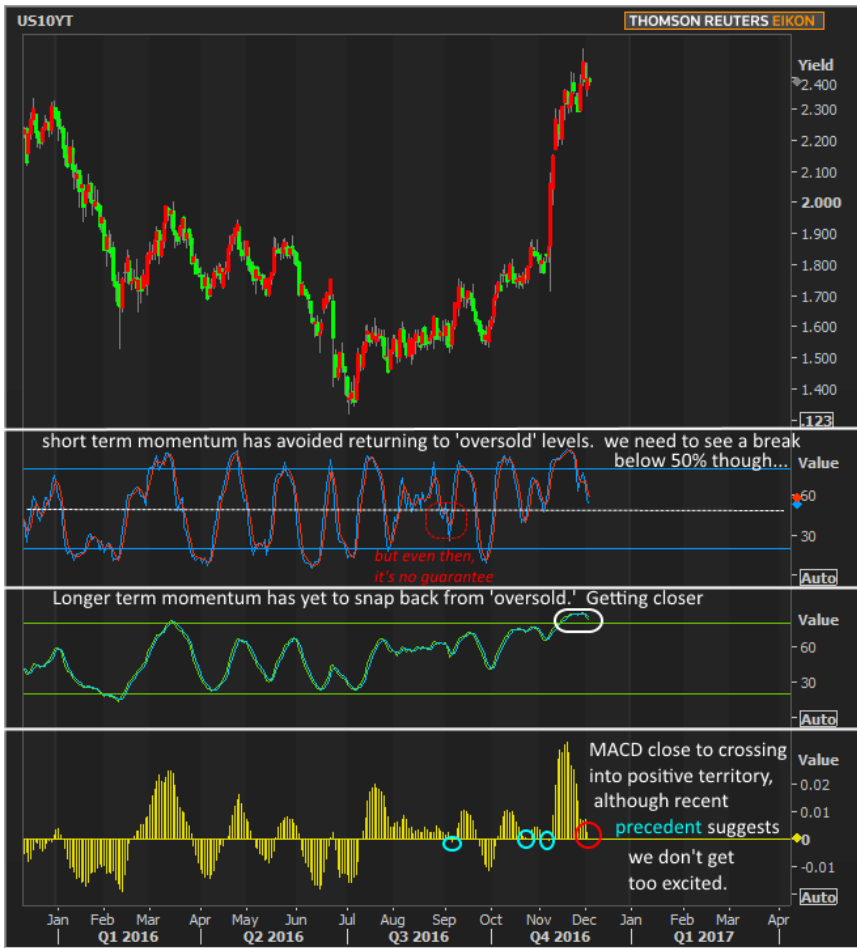 US10YT
THOMSON REUTERS EIKON
Yield
2.400
2.300
2.200
2.100
2.000
1.900
1.800
1.700
1.600
1.500
1.400
.123
short term momentum has avoided returning to 'oversold' levels. we need to see a break
below 50% though...
Value
60
30
but even then,
it's no guarantee
Auto
Longer term momentum has yet to snap back from 'oversold.' Getting closer
Value
60
30
Auto
MACD close to crossing
into positive territory,
although recent
precedent suggests
we don't get
too excited.
Value
0.02
0.01
0
-0.01
Auto
Jan Feb Mar Apr May Jun Jul Aug Sep Oct Nov Dec Jan Feb Mar Apr
Q1 2016 Q2 2016 Q3 2016 Q4 2016 Q1 2017